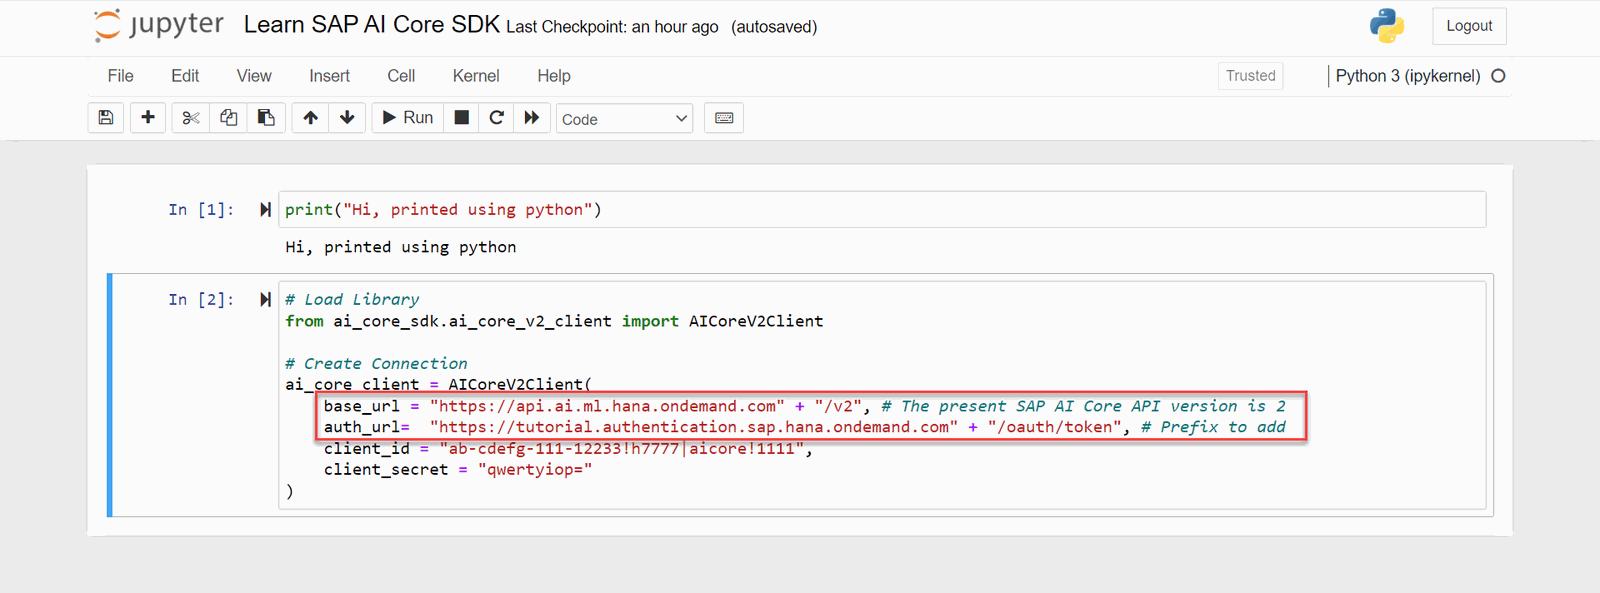 jupyter Learn SAP AI Core SDK Last Checkpoint: an hour ago (autosaved) Logout
File Edit View Insert Cell Kernel Help Trusted Python 3 (ipykernel)
Run Code
In [1]: print("Hi, printed using python")
Hi, printed using python
In [2]: # Load Library
from ai_core_sdk.ai_core_v2_client import AICoreV2Client
# Create Connection
ai_core_client = AICoreV2Client(
base_url = "https://api.ai.ml.hana.ondemand.com" + "/v2", # The present SAP AI Core API version is 2
auth_url= "https://tutorial.authentication.sap.hana.ondemand.com" + "/oauth/token", # Prefix to add
client_id = "ab-cdefg-111-12233!h7777|aicore!1111",
client_secret = "qwertyiop="
)